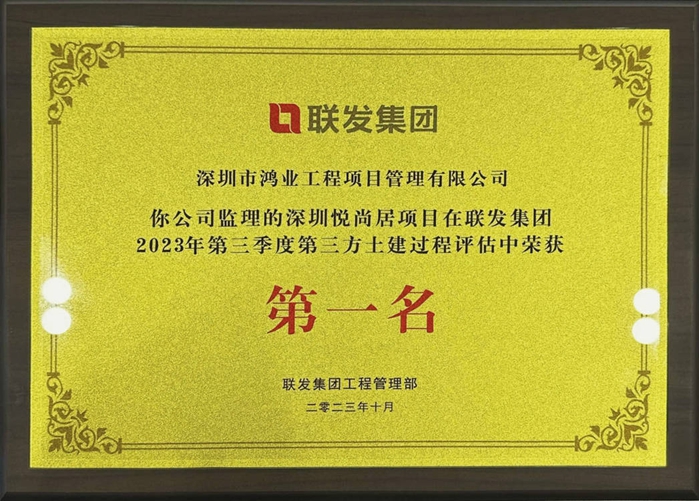 联发集团
深圳市鸿业工程项目管理有限公司
你公司监理的深圳悦尚居项目在联发集团
2023年第三季度第三方土建过程评估中荣获
第一名
联发集团工程管理部
二零二三年十月